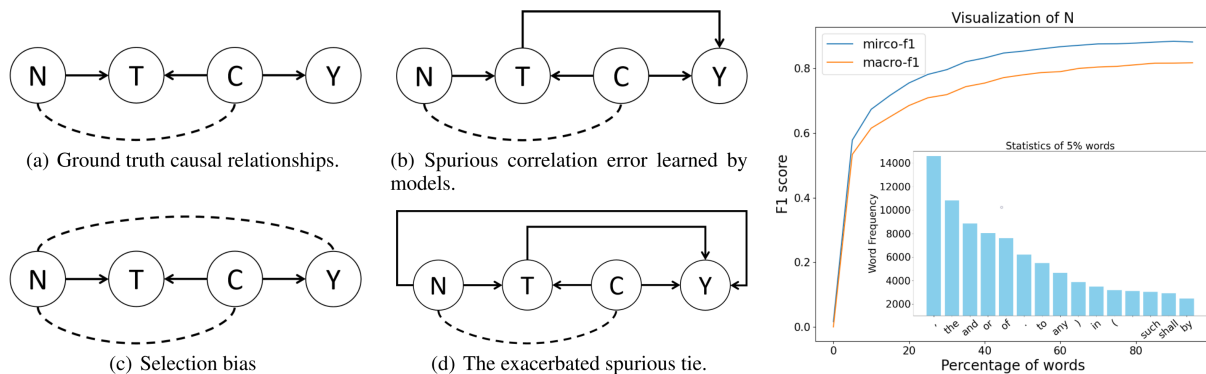 N T C Y
(a) Ground truth causal relationships.
N T C Y
(b) Spurious correlation error learned by
models.
N T C Y
(c) Selection bias
N T C Y
(d) The exacerbated spurious tie.
Visualization of N
mirco-f1
macro-f1
F1 score
0.8
0.6
0.4
0.2
0.0
0 20 40 60 80
Percentage of words
Statistics of 5% words
Word Frequency
14000
12000
10000
8000
6000
4000
2000
, the and or of . to any ) in ( such shall by